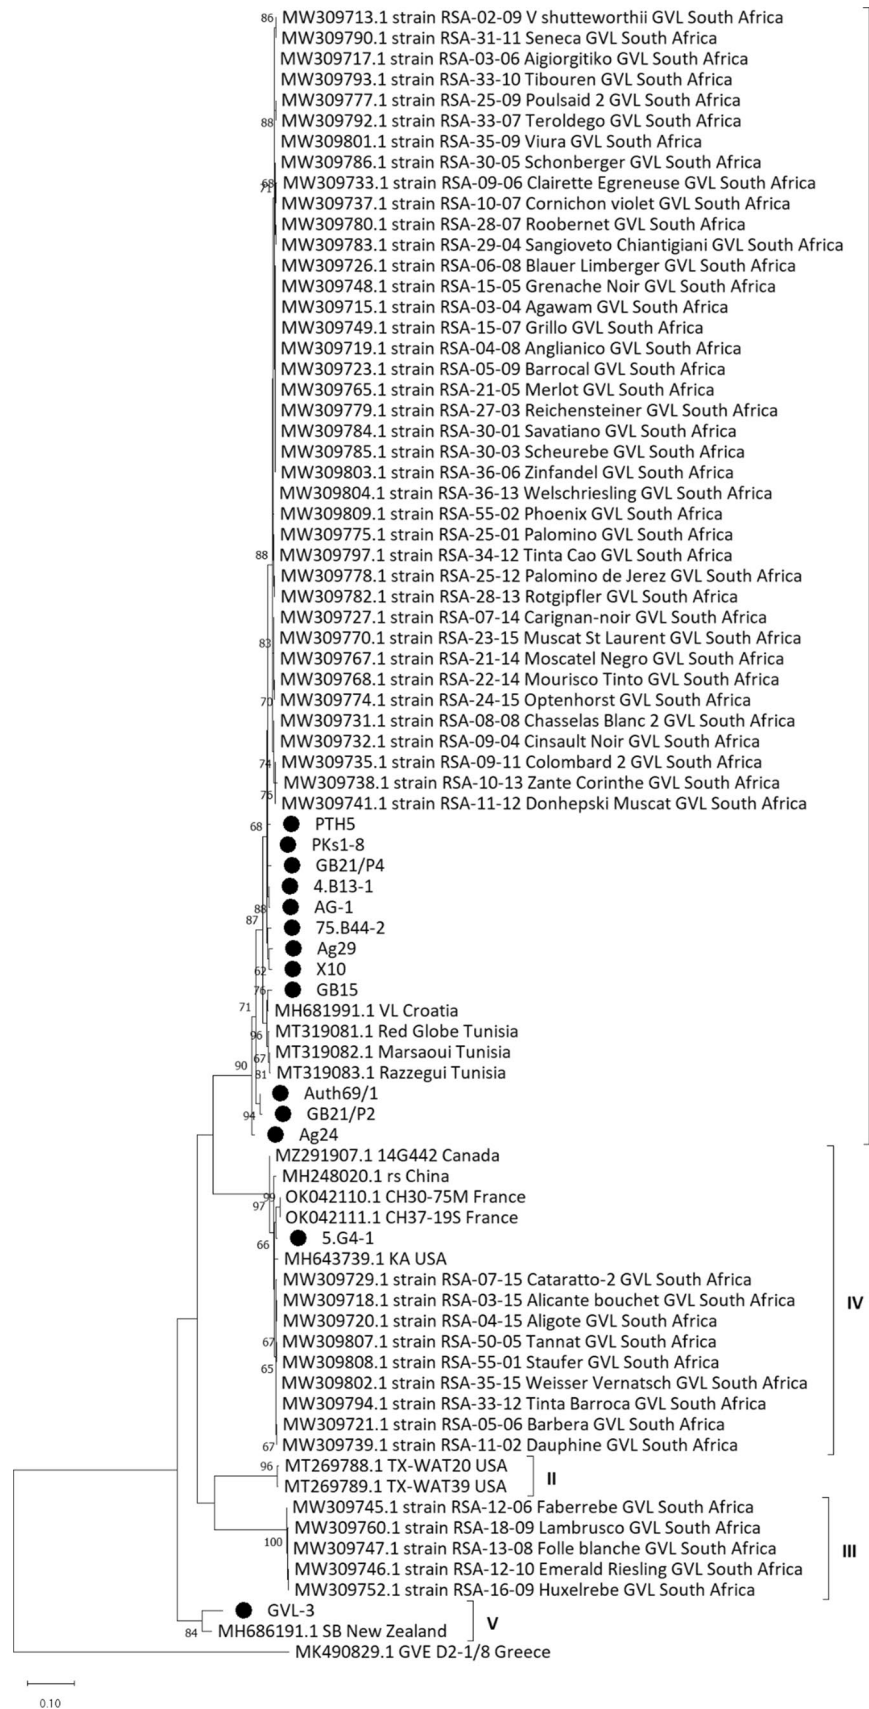 86 MW309713.1 strain RSA-02-09 V shutteworthii GVL South Africa
MW309790.1 strain RSA-31-11 Seneca GVL South Africa
MW309717.1 strain RSA-03-06 Aigiorgitiko GVL South Africa
MW309793.1 strain RSA-33-10 Tibouren GVL South Africa
MW309777.1 strain RSA-25-09 Poulsaid 2 GVL South Africa
88 MW309792.1 strain RSA-33-07 Teroldego GVL South Africa
MW309801.1 strain RSA-35-09 Viura GVL South Africa
MW309786.1 strain RSA-30-05 Schonberger GVL South Africa
68 MW309733.1 strain RSA-09-06 Clairette Egreneuse GVL South Africa
71
MW309737.1 strain RSA-10-07 Cornichon violet GVL South Africa
MW309780.1 strain RSA-28-07 Roobernet GVL South Africa
MW309783.1 strain RSA-29-04 Sangioveto Chiantigiani GVL South Africa
MW309726.1 strain RSA-06-08 Blauer Limberger GVL South Africa
MW309748.1 strain RSA-15-05 Grenache Noir GVL South Africa
MW309715.1 strain RSA-03-04 Agawam GVL South Africa
MW309749.1 strain RSA-15-07 Grillo GVL South Africa
MW309719.1 strain RSA-04-08 Anglianico GVL South Africa
MW309723.1 strain RSA-05-09 Barrocal GVL South Africa
MW309765.1 strain RSA-21-05 Merlot GVL South Africa
MW309779.1 strain RSA-27-03 Reichensteiner GVL South Africa
MW309784.1 strain RSA-30-01 Savatiano GVL South Africa
MW309785.1 strain RSA-30-03 Scheurebe GVL South Africa
MW309803.1 strain RSA-36-06 Zinfandel GVL South Africa
MW309804.1 strain RSA-36-13 Welschriesling GVL South Africa
MW309809.1 strain RSA-55-02 Phoenix GVL South Africa
MW309775.1 strain RSA-25-01 Palomino GVL South Africa
88 MW309797.1 strain RSA-34-12 Tinta Cao GVL South Africa
MW309778.1 strain RSA-25-12 Palomino de Jerez GVL South Africa
MW309782.1 strain RSA-28-13 Rotgipfler GVL South Africa
MW309727.1 strain RSA-07-14 Carignan-noir GVL South Africa
83 MW309770.1 strain RSA-23-15 Muscat St Laurent GVL South Africa
MW309767.1 strain RSA-21-14 Moscatel Negro GVL South Africa
MW309768.1 strain RSA-22-14 Mourisco Tinto GVL South Africa
70 MW309774.1 strain RSA-24-15 Optenhorst GVL South Africa
MW309731.1 strain RSA-08-08 Chasselas Blanc 2 GVL South Africa
MW309732.1 strain RSA-09-04 Cinsault Noir GVL South Africa
74 MW309735.1 strain RSA-09-11 Colombard 2 GVL South Africa
MW309738.1 strain RSA-10-13 Zante Corinthe GVL South Africa
76 MW309741.1 strain RSA-11-12 Donhepski Muscat GVL South Africa
68 PTH5
PKs1-8
GB21/P4
4.B13-1
88 AG-1
87 75.B44-2
Ag29
62 X10
76 GB15
71 MH681991.1 VL Croatia
96 MT319081.1 Red Globe Tunisia
67 MT319082.1 Marsaoui Tunisia
90 81 MT319083.1 Razzegui Tunisia
Auth69/1
94 GB21/P2
Ag24
MZ291907.1 14G442 Canada
MH248020.1 rs China
99 OK042110.1 CH30-75M France
97 OK042111.1 CH37-19S France
66 5.G4-1
MH643739.1 KA USA
MW309729.1 strain RSA-07-15 Cataratto-2 GVL South Africa
MW309718.1 strain RSA-03-15 Alicante bouchet GVL South Africa
IV
MW309720.1 strain RSA-04-15 Aligote GVL South Africa
67 MW309807.1 strain RSA-50-05 Tannat GVL South Africa
65 MW309808.1 strain RSA-55-01 Staufer GVL South Africa
MW309802.1 strain RSA-35-15 Weisser Vernatsch GVL South Africa
MW309794.1 strain RSA-33-12 Tinta Barroca GVL South Africa
MW309721.1 strain RSA-05-06 Barbera GVL South Africa
67 MW309739.1 strain RSA-11-02 Dauphine GVL South Africa
96 MT269788.1 TX-WAT20 USA
II
MT269789.1 TX-WAT39 USA
MW309745.1 strain RSA-12-06 Faberrebe GVL South Africa
MW309760.1 strain RSA-18-09 Lambrusco GVL South Africa
100 MW309747.1 strain RSA-13-08 Folle blanche GVL South Africa
III
MW309746.1 strain RSA-12-10 Emerald Riesling GVL South Africa
MW309752.1 strain RSA-16-09 Huxelrebe GVL South Africa
GVL-3
V
84 MH686191.1 SB New Zealand
MK490829.1 GVE D2-1/8 Greece
0.10